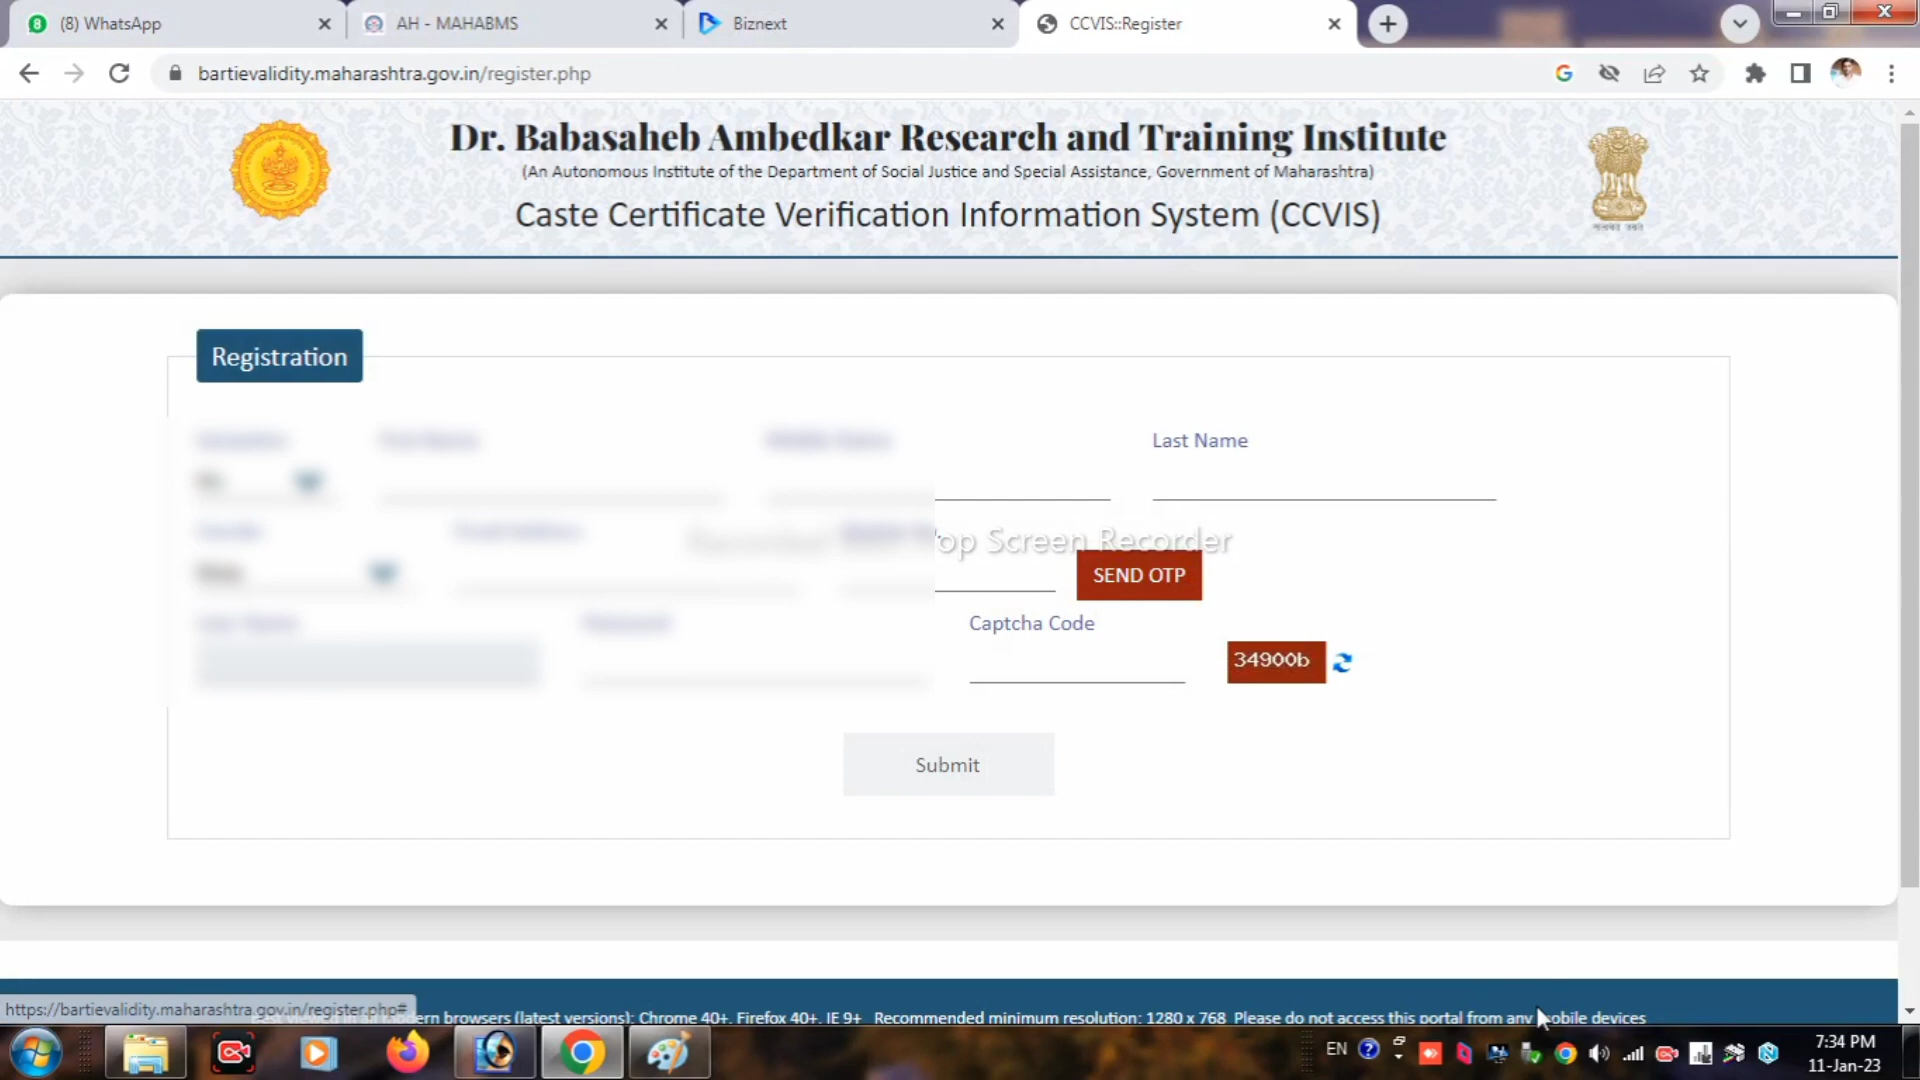 (8) WhatsApp
AH - MAHABMS
Biznext
CCVIS::Register
bartievalidity.maharashtra.gov.in/register.php
Dr. Babasaheb Ambedkar Research and Training Institute
(An Autonomous Institute of the Department of Social Justice and Special Assistance, Government of Maharashtra)
Caste Certificate Verification Information System (CCVIS)
Registration
Last Name
op Screen Recorder
SEND OTP
Captcha Code
34900b
Submit
https://bartievalidity.maharashtra.gov.in/register.php#
ern browsers (latest versions): Chrome 40+, Firefox 40+, IE 9+ Recommended minimum resolution: 1280 x 768 Please do not access this portal from any mobile devices
EN
7:34 PM
11-Jan-23